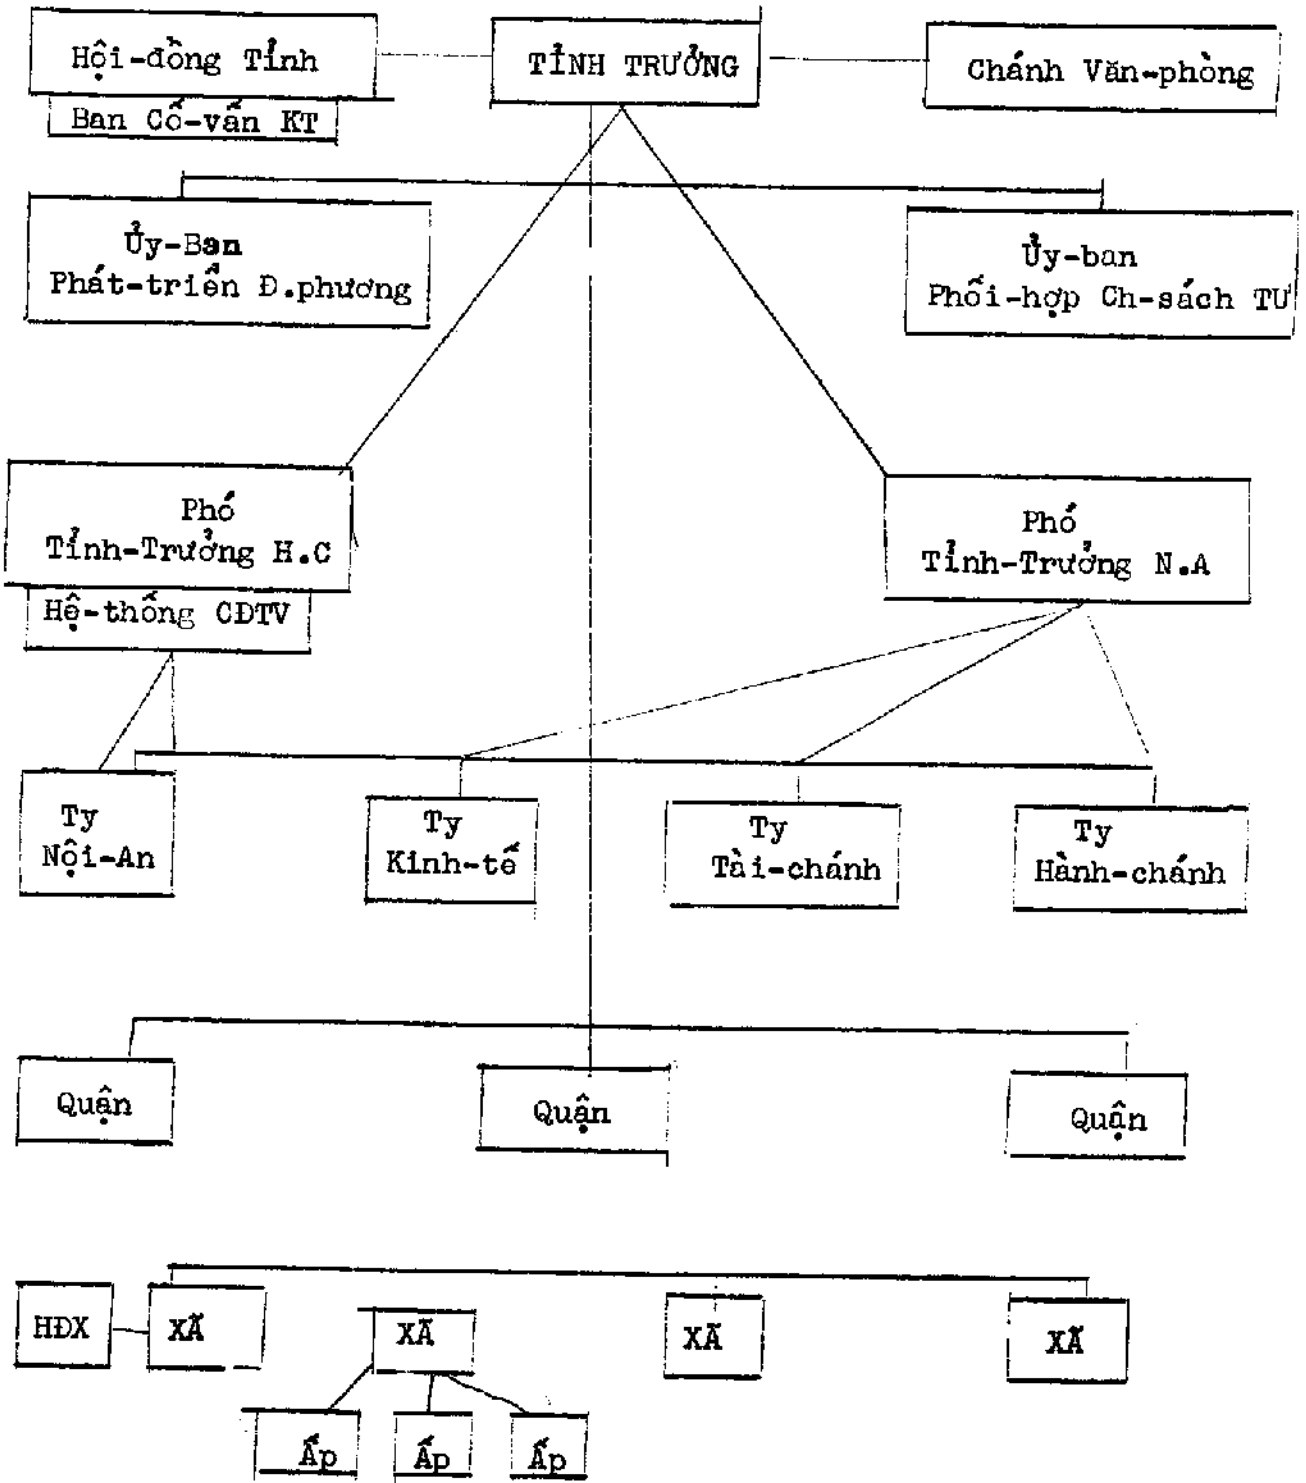 Hội-đồng Tỉnh
Ban Cố-vấn KT
TỈNH TRƯỞNG
Chánh Văn-phòng
Ủy-Ban
Phát-triển Đ.phương
Ủy-ban
Phối-hợp Ch-sách TƯ
Phó
Tỉnh-Trưởng H.C
Hệ-thống CĐTV
Phó
Tỉnh-Trưởng N.A
Ty
Nội-An
Ty
Kinh-tế
Ty
Tài-chánh
Ty
Hành-chánh
Quận
Quận
Quận
HĐX
XÃ
XÃ
XÃ
XÃ
Ấp
Ấp
Ấp